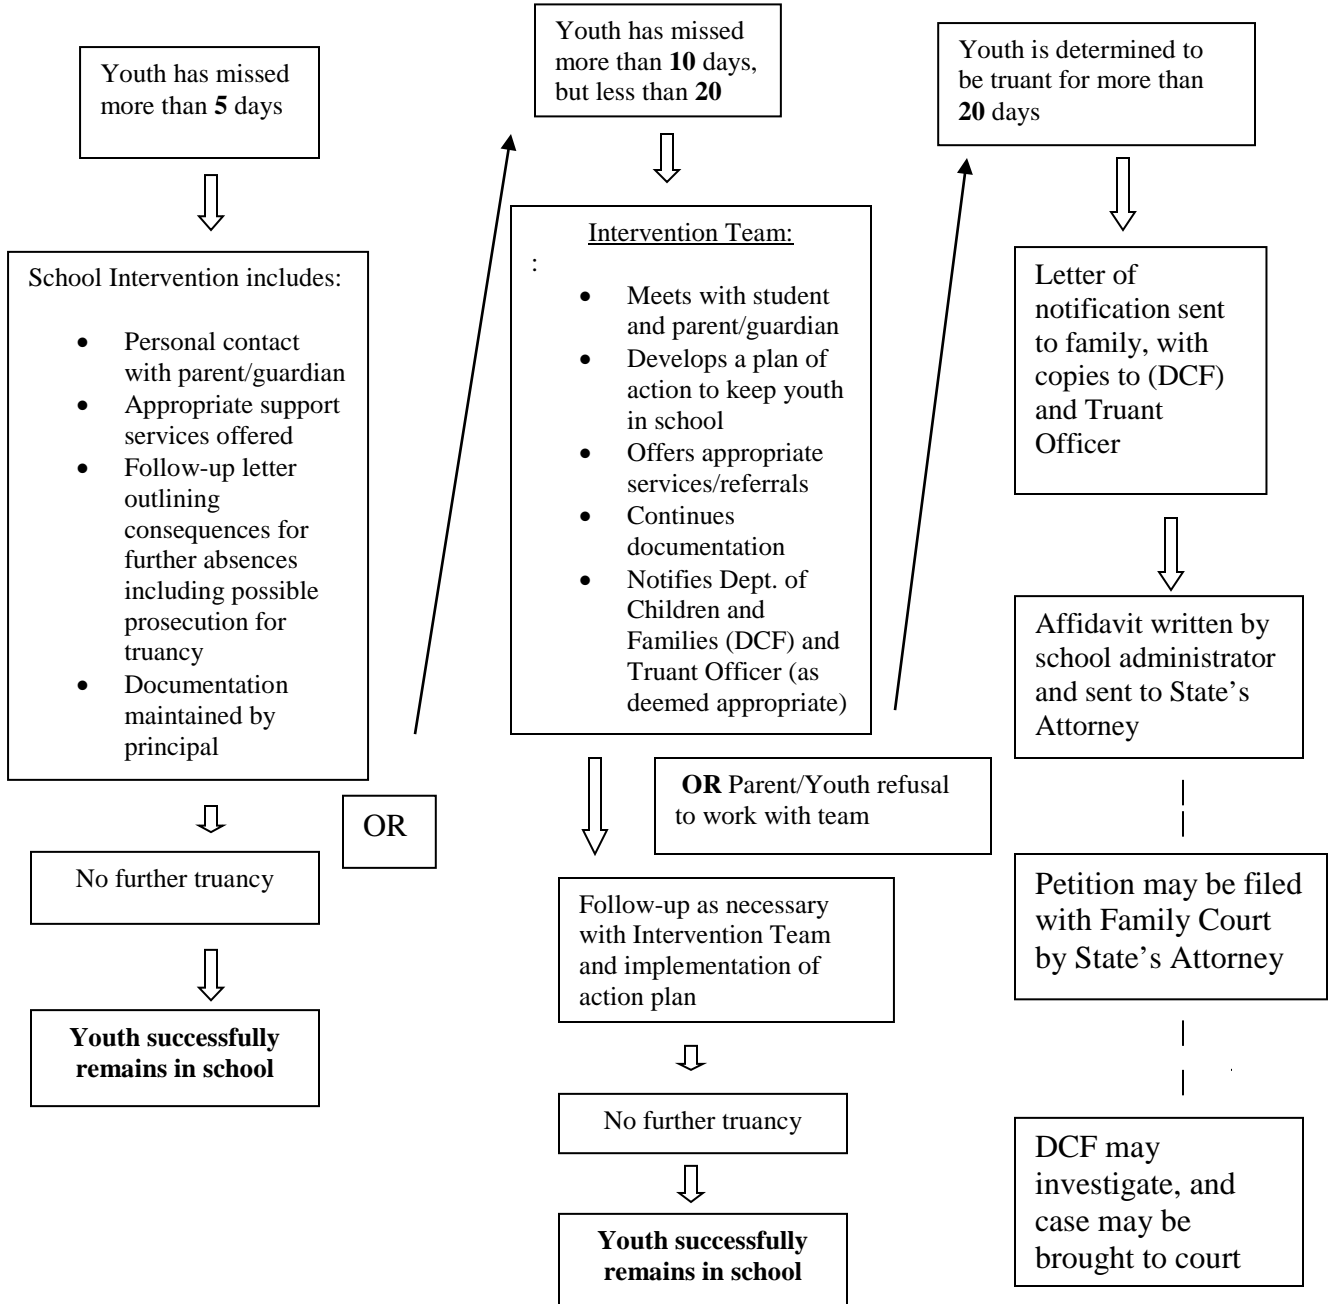 Youth has missed
more than 5 days
School Intervention includes:
• Personal contact
with parent/guardian
• Appropriate support
services offered
• Follow-up letter
outlining
consequences for
further absences
including possible
prosecution for
truancy
• Documentation
maintained by
principal
OR
No further truancy
Youth successfully
remains in school
Youth has missed
more than 10 days,
but less than 20
Intervention Team:
:
• Meets with student
and parent/guardian
• Develops a plan of
action to keep youth
in school
• Offers appropriate
services/referrals
• Continues
documentation
• Notifies Dept. of
Children and
Families (DCF) and
Truant Officer (as
deemed appropriate)
OR Parent/Youth refusal
to work with team
Follow-up as necessary
with Intervention Team
and implementation of
action plan
No further truancy
Youth successfully
remains in school
Youth is determined to
be truant for more than
20 days
Letter of
notification sent
to family, with
copies to (DCF)
and Truant
Officer
Affidavit written by
school administrator
and sent to State’s
Attorney
Petition may be filed
with Family Court
by State’s Attorney
DCF may
investigate, and
case may be
brought to court